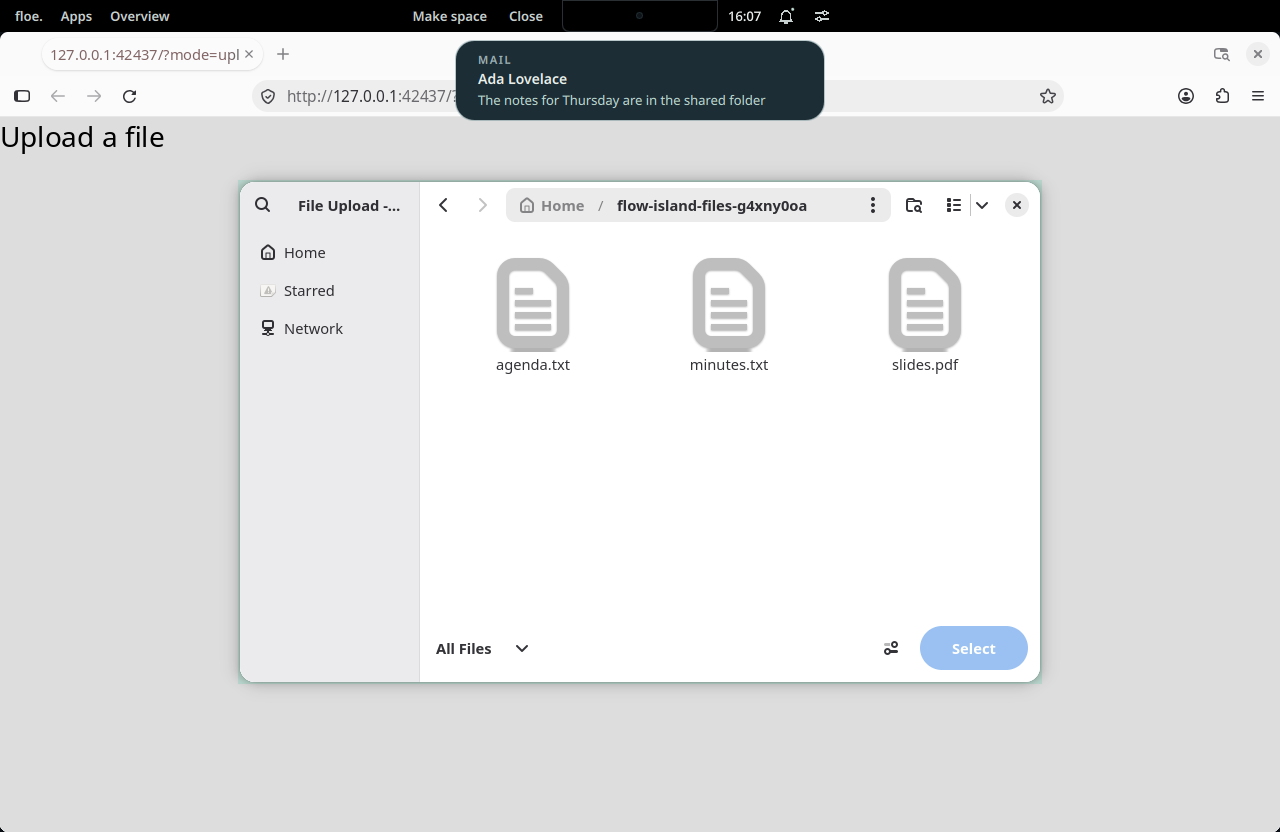 floe. Apps Overview Make space Close 16:07
127.0.0.1:42437/?mode=upl
MAIL
Ada Lovelace
The notes for Thursday are in the shared folder
http://127.0.0.1:42437/?
Upload a file
File Upload -...
Home / flow-island-files-g4xny0oa
Home
Starred
Network
agenda.txt minutes.txt slides.pdf
All Files
Select